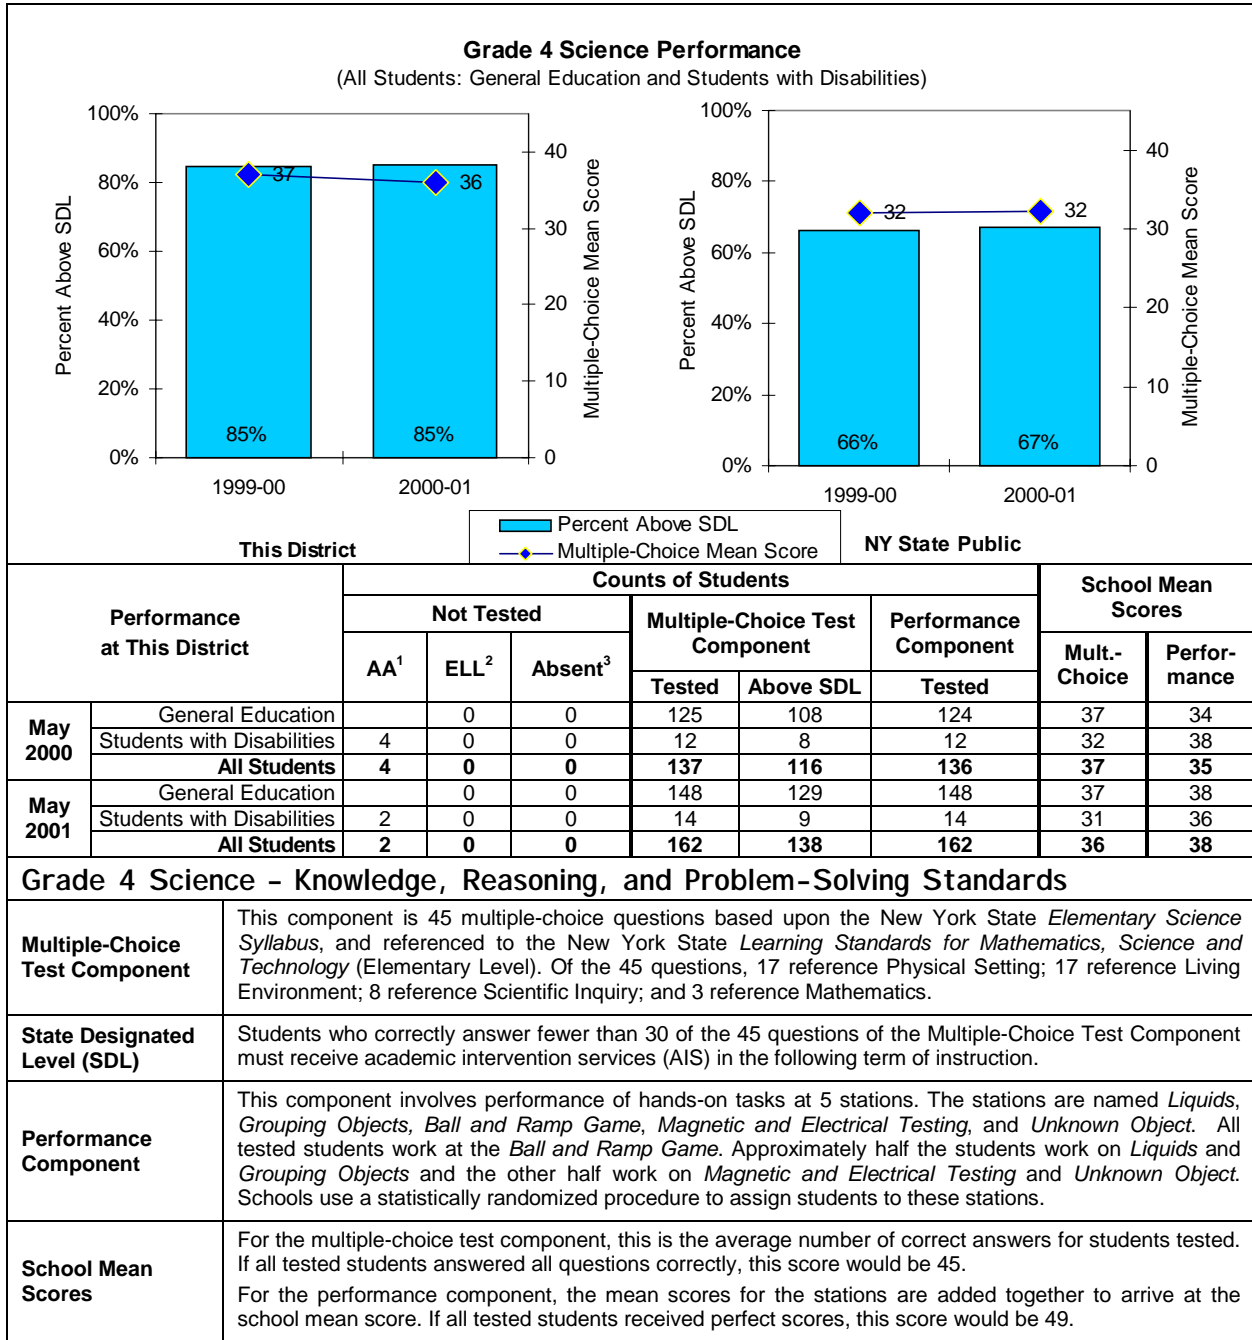 Grade 4 Science Performance
(All Students: General Education and Students with Disabilities)
100%
80%
60%
40%
20%
0%
Percent Above SDL
37
36
85%
85%
1999-00
2000-01
40
30
20
10
0
Multiple-Choice Mean Score
This District
100%
80%
60%
40%
20%
0%
Percent Above SDL
32
32
66%
67%
1999-00
2000-01
40
30
20
10
0
Multiple-Choice Mean Score
NY State Public
Percent Above SDL
Multiple-Choice Mean Score
Performance
at This District
Counts of Students
School Mean
Scores
Not Tested
Multiple-Choice Test
Component
Performance
Component
Mult.-
Choice
Perfor-
mance
AA1 ELL2 Absent3
Tested Above SDL Tested
May
2000
General Education 0 0 125 108 124 37 34
Students with Disabilities 4 0 0 12 8 12 32 38
All Students 4 0 0 137 116 136 37 35
May
2001
General Education 0 0 148 129 148 37 38
Students with Disabilities 2 0 0 14 9 14 31 36
All Students 2 0 0 162 138 162 36 38
Grade 4 Science – Knowledge, Reasoning, and Problem-Solving Standards
Multiple-Choice
Test Component
This component is 45 multiple-choice questions based upon the New York State Elementary Science
Syllabus, and referenced to the New York State Learning Standards for Mathematics, Science and
Technology (Elementary Level). Of the 45 questions, 17 reference Physical Setting; 17 reference Living
Environment; 8 reference Scientific Inquiry; and 3 reference Mathematics.
State Designated
Level (SDL)
Students who correctly answer fewer than 30 of the 45 questions of the Multiple-Choice Test Component
must receive academic intervention services (AIS) in the following term of instruction.
Performance
Component
This component involves performance of hands-on tasks at 5 stations. The stations are named Liquids,
Grouping Objects, Ball and Ramp Game, Magnetic and Electrical Testing, and Unknown Object. All
tested students work at the Ball and Ramp Game. Approximately half the students work on Liquids and
Grouping Objects and the other half work on Magnetic and Electrical Testing and Unknown Object.
Schools use a statistically randomized procedure to assign students to these stations.
School Mean
Scores
For the multiple-choice test component, this is the average number of correct answers for students tested.
If all tested students answered all questions correctly, this score would be 45.
For the performance component, the mean scores for the stations are added together to arrive at the
school mean score. If all tested students received perfect scores, this score would be 49.